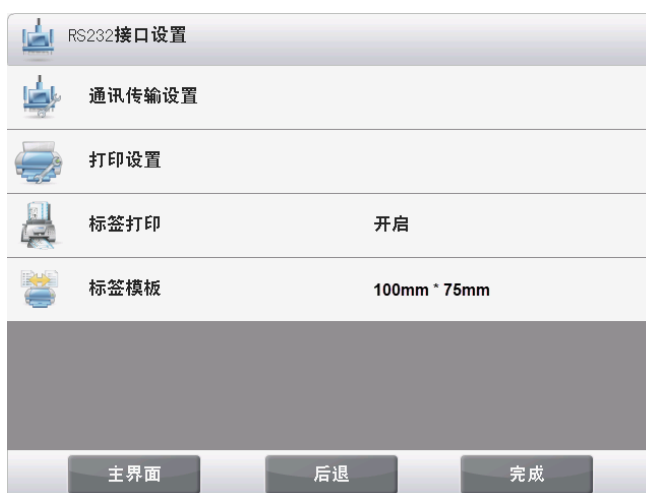 RS232接口设置
通讯传输设置
打印设置
标签打印 开启
标签模板 100mm * 75mm
主界面 后退 完成